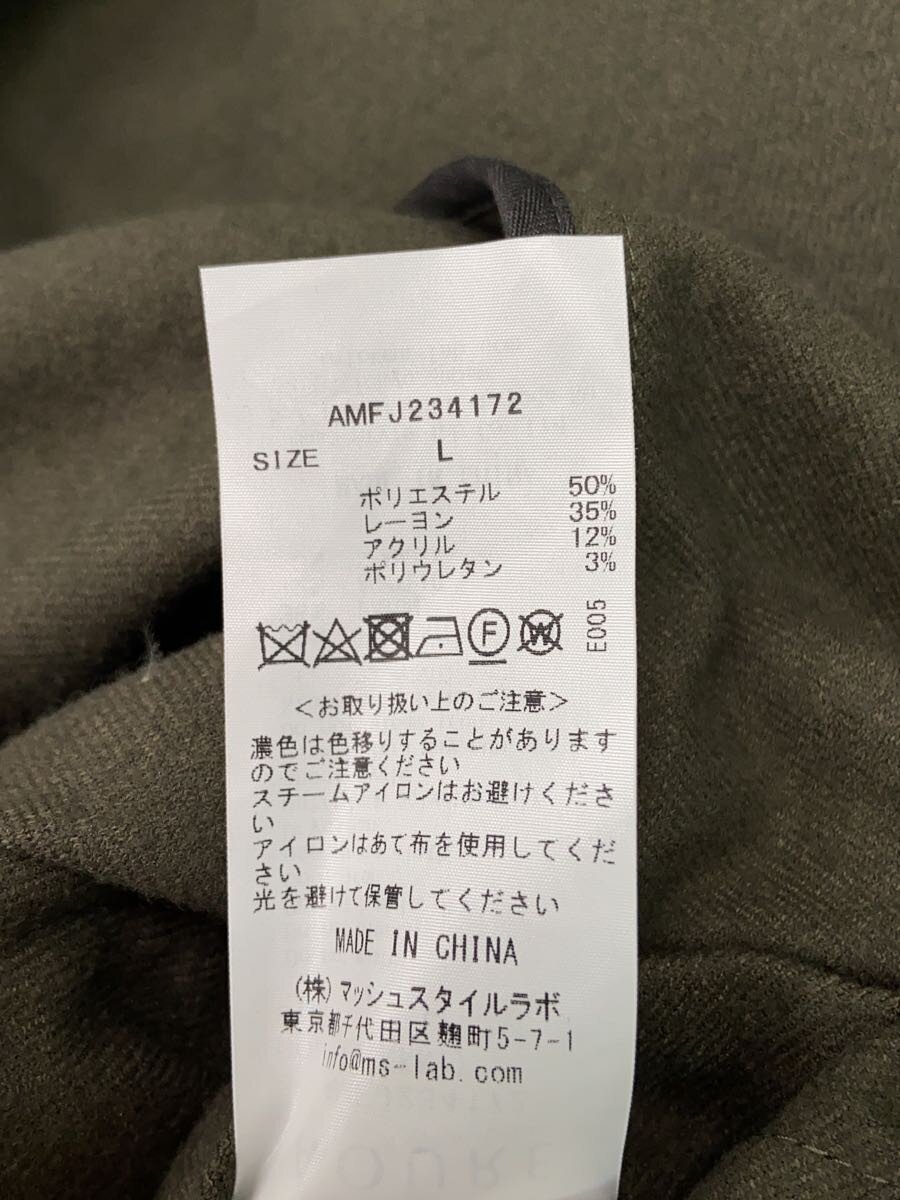 AMFJ234172
SIZE L
ポリエステル 50%
レーヨン 35%
アクリル 12%
ポリウレタン 3%
F W E005
<お取り扱い上のご注意>
濃色は色移りすることがあります
のでご注意ください
スチームアイロンはお避けくださ
い
アイロンはあて布を使用してくだ
さい
光を避けて保管してください
MADE IN CHINA
(株)マッシュスタイルラボ
東京都千代田区麹町5-7-1
info@ms-lab.com